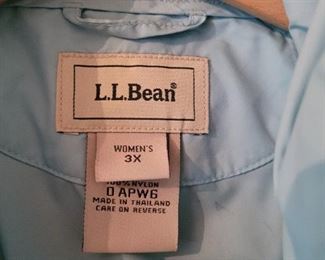 L.L.Bean®
WOMEN'S
3X
100% NYLON
0 APW6
MADE IN THAILAND
CARE ON REVERSE